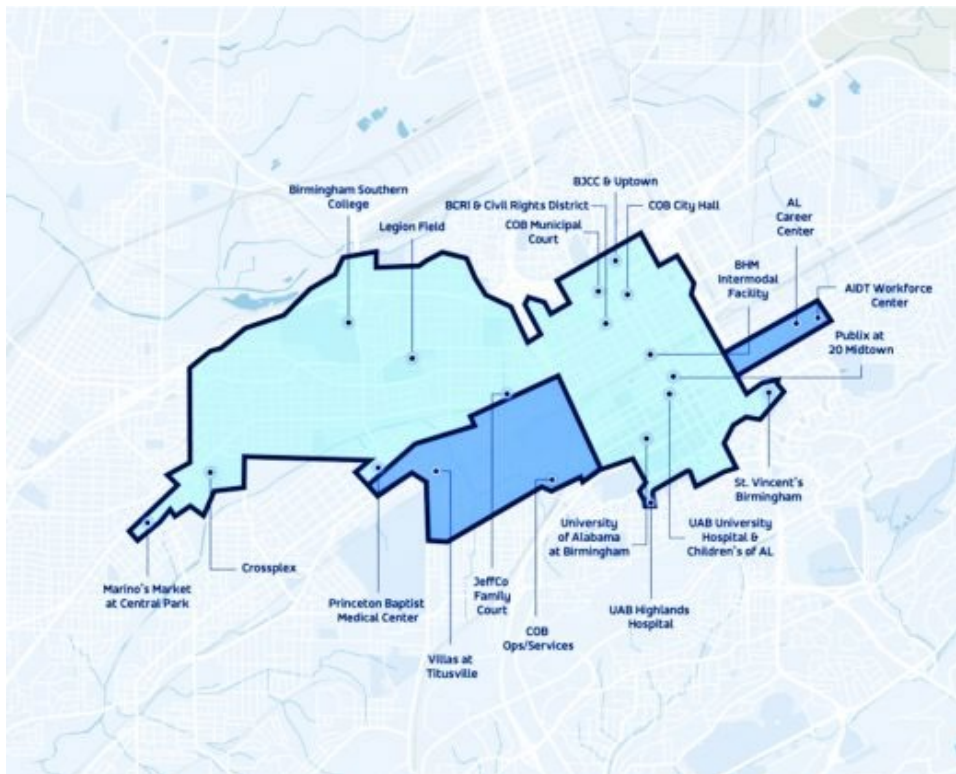 BJCC & Uptown
Birmingham Southern
College
BCRI & Civil Rights District
COB City Hall
AL
Career
Center
Legion Field
COB Municipal
Court
BHM
Intermodal
Facility
AIDT Workforce
Center
Publix at
20 Midtown
St. Vincent's
Birmingham
University
of Alabama
at Birmingham
UAB University
Hospital &
Children's of AL
Crossplex
Marino's Market
at Central Park
JeffCo
Family
Court
Princeton Baptist
Medical Center
UAB Highlands
Hospital
COB
Ops/Services
Villas at
Titusville